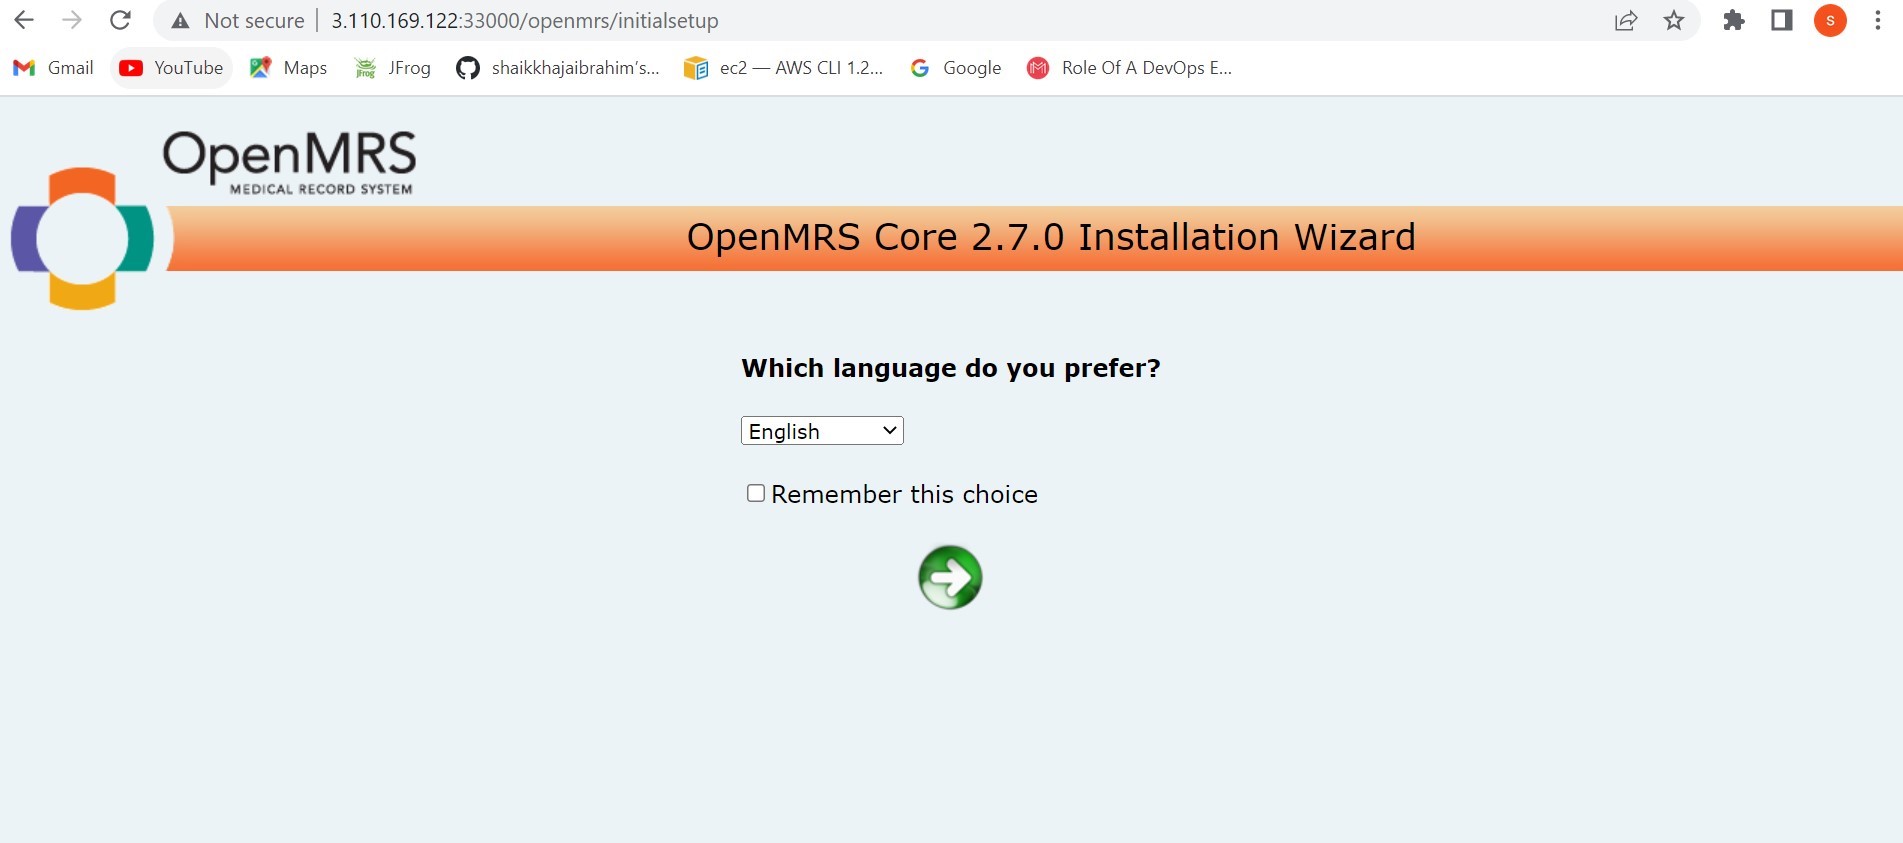 Not secure | 3.110.169.122:33000/openmrs/initialsetup
S
Gmail YouTube Maps JFrog shaikkhajaibrahim's... ec2 — AWS CLI 1.2... Google Role Of A DevOps E...
OpenMRS
MEDICAL RECORD SYSTEM
OpenMRS Core 2.7.0 Installation Wizard
Which language do you prefer?
English
Remember this choice